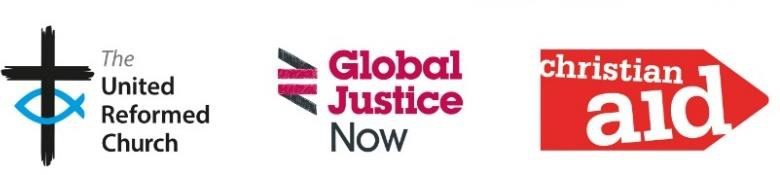 The
United
Reformed
Church
Global
Justice
Now
christian
aid